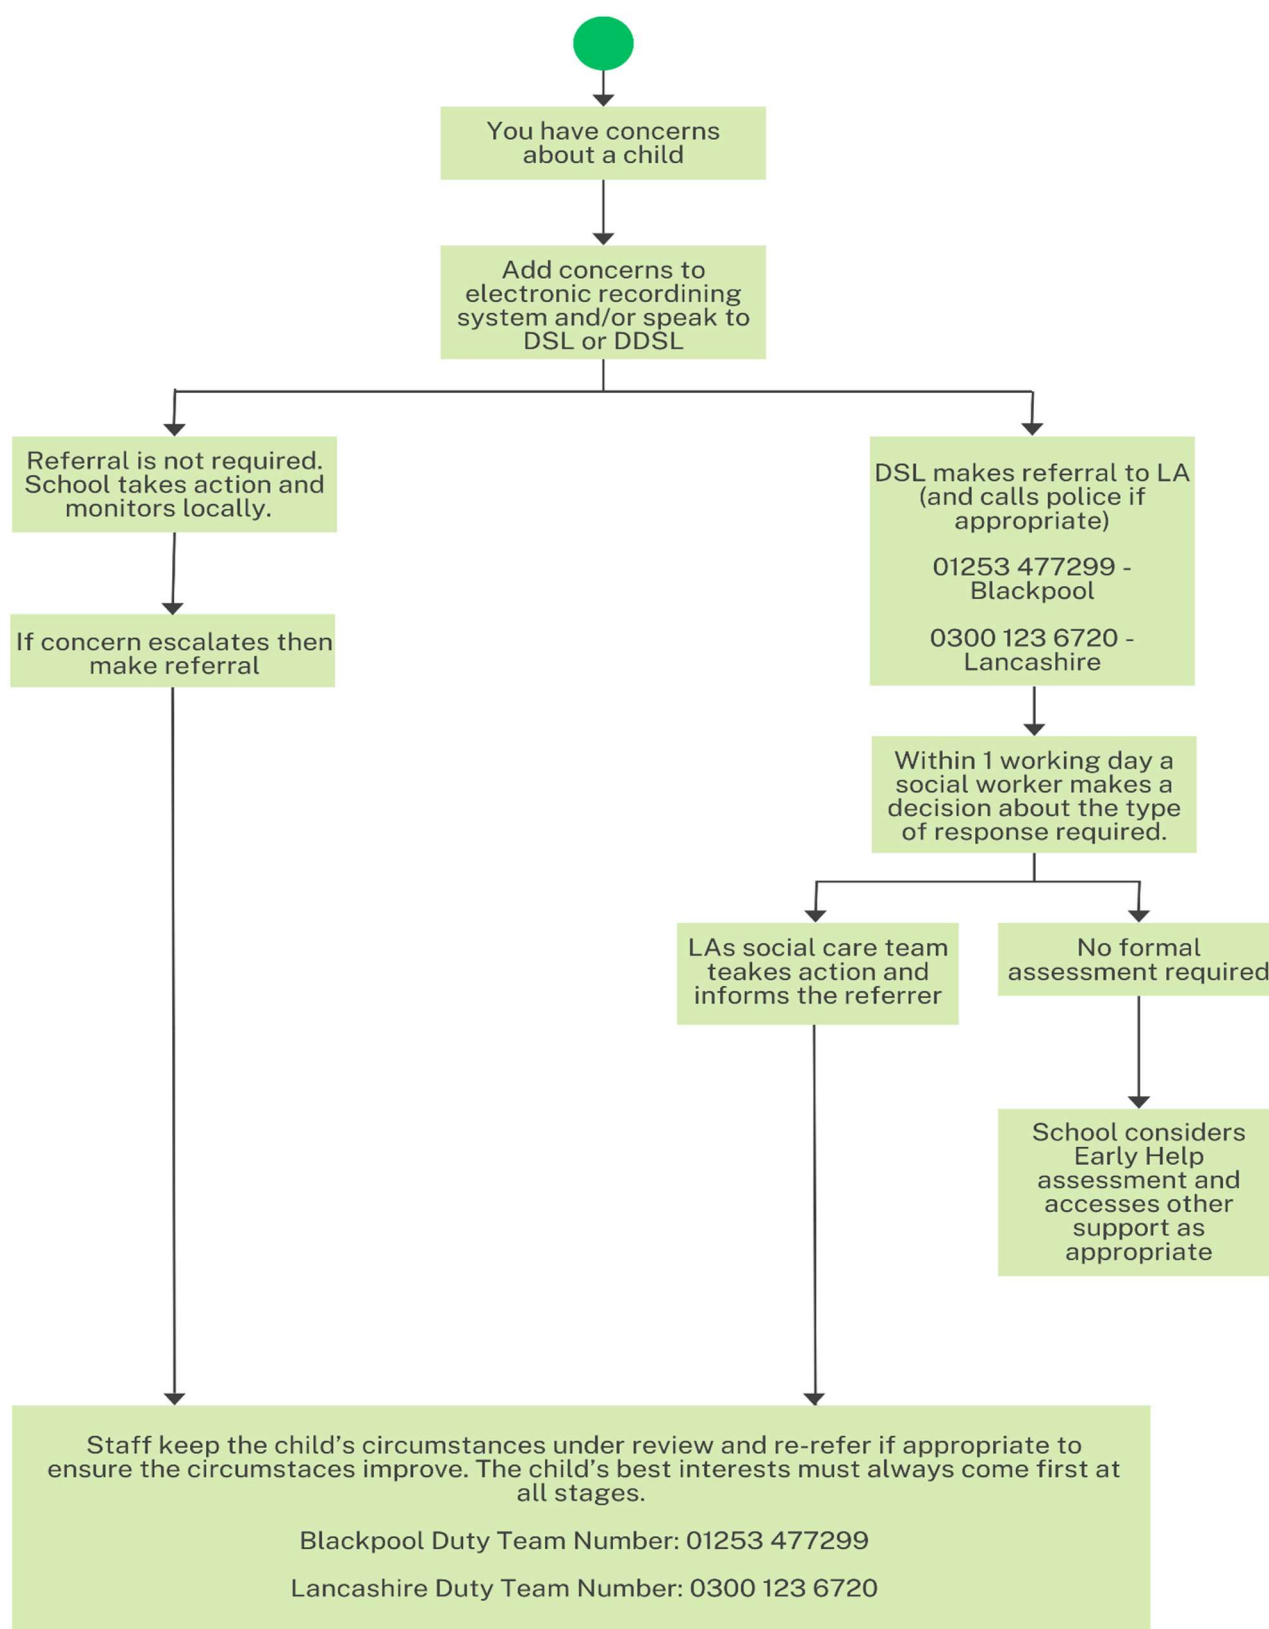 You have concerns
about a child
Add concerns to
electronic recordining
system and/or speak to
DSL or DDSL
Referral is not required.
School takes action and
monitors locally.
If concern escalates then
make referral
DSL makes referral to LA
(and calls police if
appropriate)
01253 477299 -
Blackpool
0300 123 6720 -
Lancashire
Within 1 working day a
social worker makes a
decision about the type
of response required.
LAs social care team
teakes action and
informs the referrer
No formal
assessment required
School considers
Early Help
assessment and
accesses other
support as
appropriate
Staff keep the child’s circumstances under review and re-refer if appropriate to
ensure the circumstaces improve. The child’s best interests must always come first at
all stages.
Blackpool Duty Team Number: 01253 477299
Lancashire Duty Team Number: 0300 123 6720